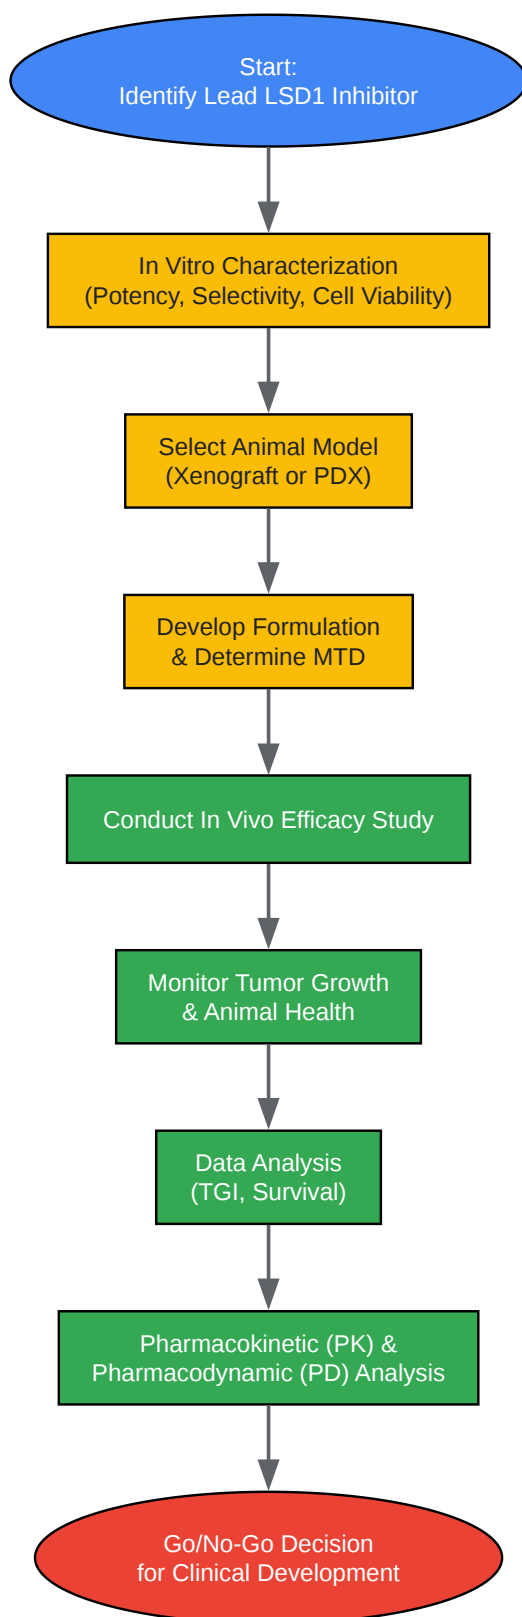 Start:
Identify Lead LSD1 Inhibitor
In Vitro Characterization
(Potency, Selectivity, Cell Viability)
Select Animal Model
(Xenograft or PDX)
Develop Formulation
& Determine MTD
Conduct In Vivo Efficacy Study
Monitor Tumor Growth
& Animal Health
Data Analysis
(TGI, Survival)
Pharmacokinetic (PK) &
Pharmacodynamic (PD) Analysis
Go/No-Go Decision
for Clinical Development